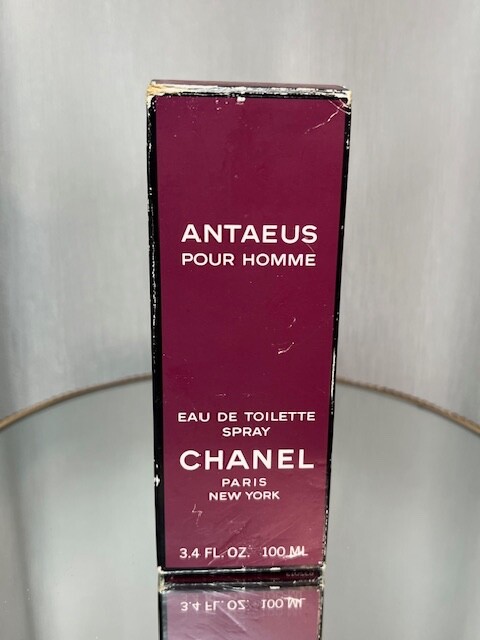 ANTAEUS
POUR HOMME
EAU DE TOILETTE
SPRAY
CHANEL
PARIS
NEW YORK
3.4 FL. OZ. 100 ML